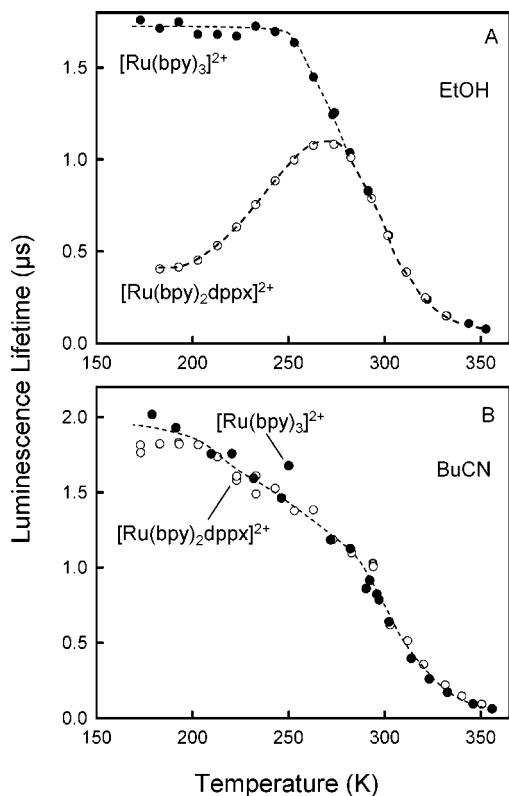 A
EtOH
[Ru(bpy)₃]²⁺
[Ru(bpy)₂dppx]²⁺
1.5
1.0
0.5
0.0
150 200 250 300 350
Luminescence Lifetime (μs)
B
BuCN
[Ru(bpy)₃]²⁺
[Ru(bpy)₂dppx]²⁺
2.0
1.5
1.0
0.5
0.0
150 200 250 300 350
Temperature (K)